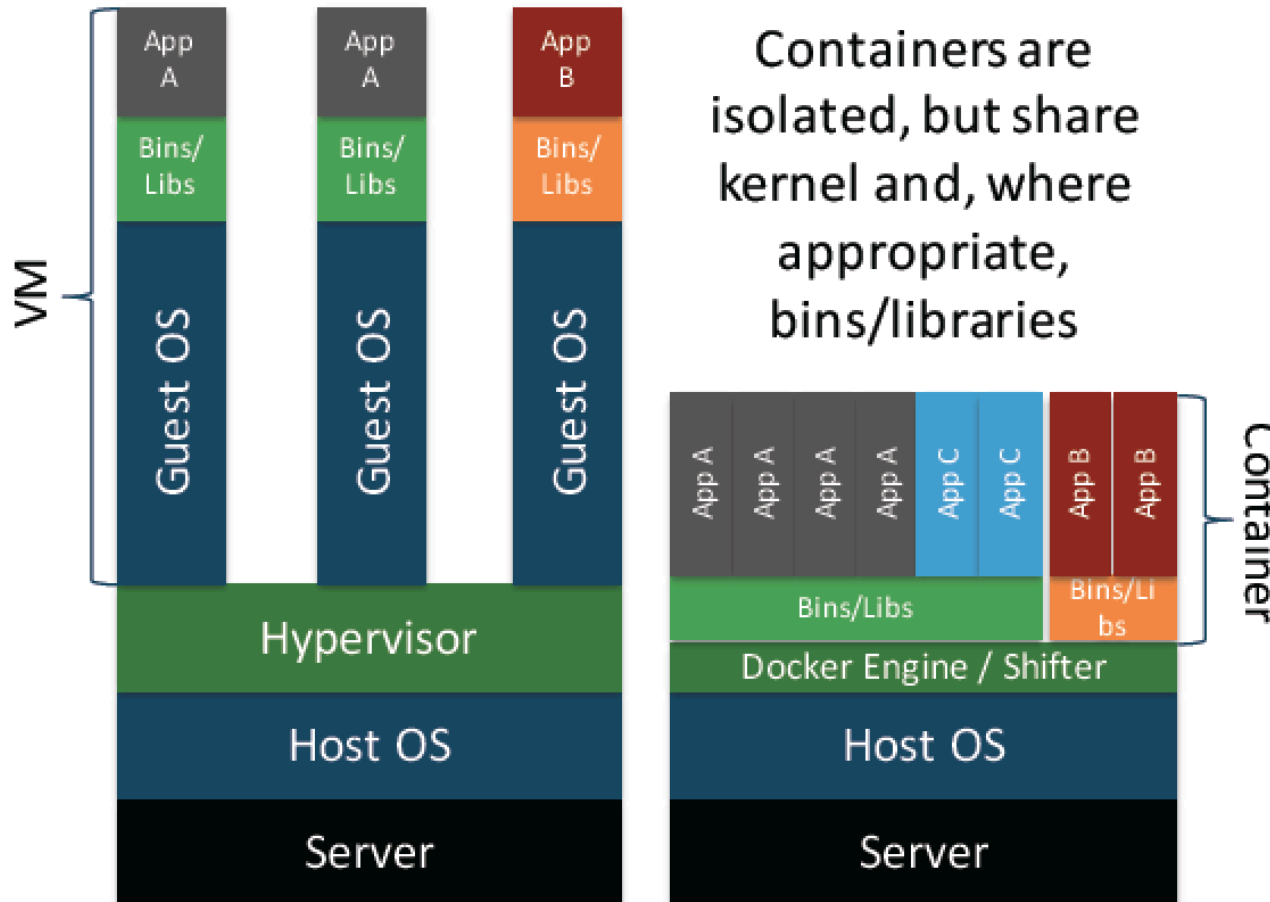 App
A
App
A
App
B
Bins/
Libs
Bins/
Libs
Bins/
Libs
VM
Guest OS
Guest OS
Guest OS
Hypervisor
Host OS
Server
Containers are
isolated, but share
kernel and, where
appropriate,
bins/libraries
App A
App A
App A
App A
App C
App C
App B
App B
Container
Bins/Libs
Bins/Li
bs
Docker Engine / Shifter
Host OS
Server